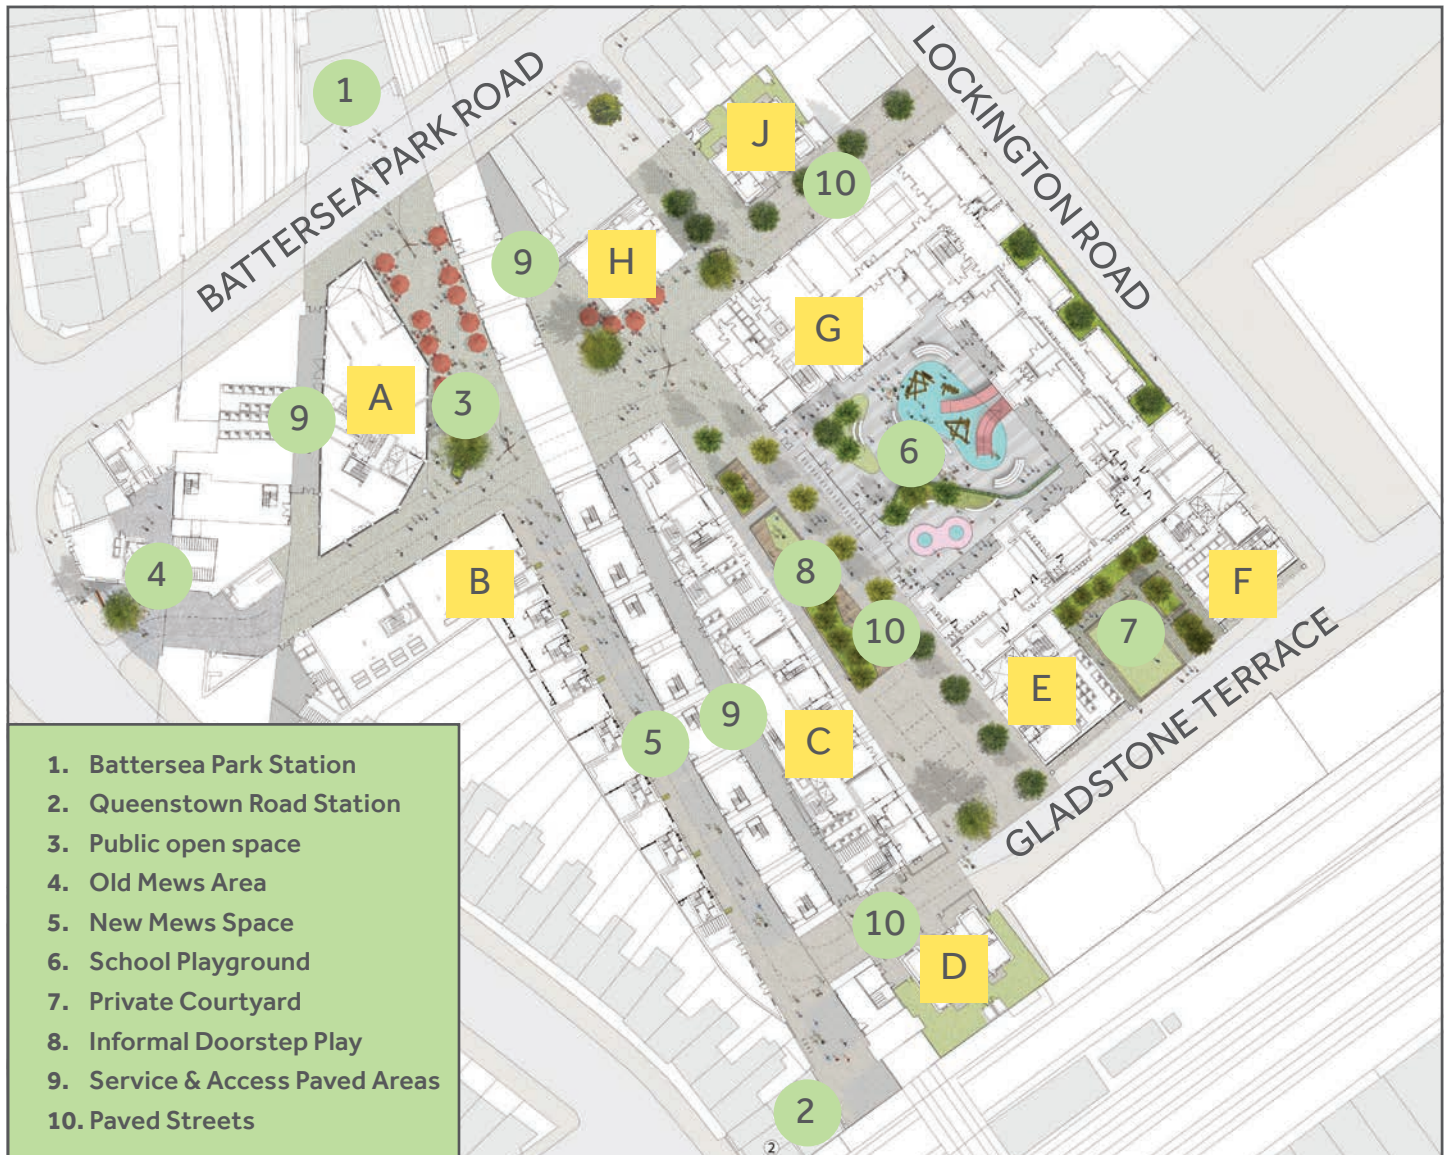 1
BATTERSEA PARK ROAD
LOCKINGTON ROAD
J
10
9
H
G
A
3
9
6
4
B
8
F
10
7
E
GLADSTONE TERRACE
9
5
C
10
D
2
2
1. Battersea Park Station
2. Queenstown Road Station
3. Public open space
4. Old Mews Area
5. New Mews Space
6. School Playground
7. Private Courtyard
8. Informal Doorstep Play
9. Service & Access Paved Areas
10. Paved Streets